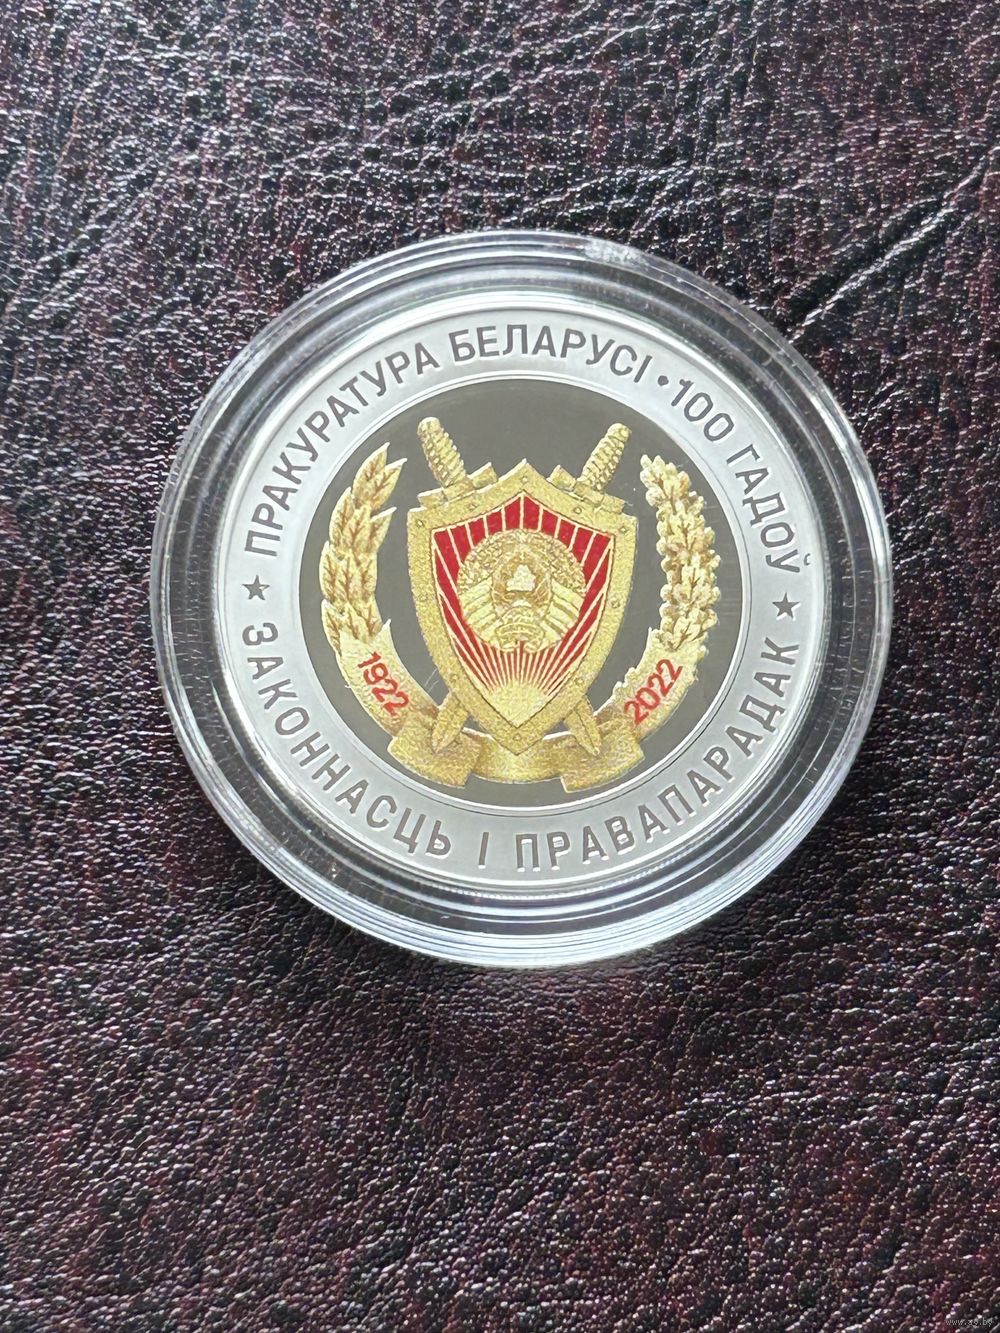 ПРАКУРАТУРА БЕЛАРУСІ • 100 ГАДОЎ
1922
2022
★ ЗАКОННАСЦЬ І ПРАВАПАРАДАК ★